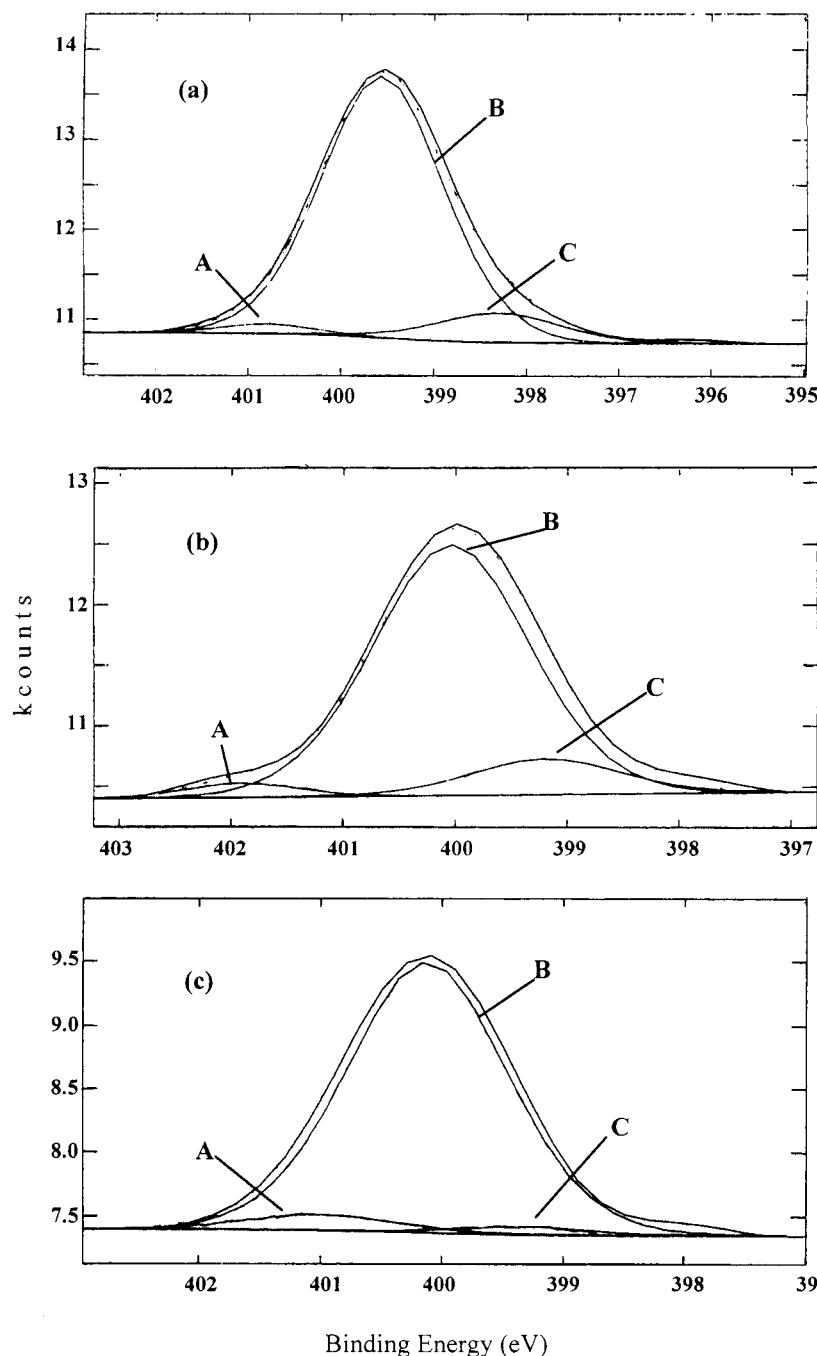 14
(a)
B
13
12
A
C
11
402 401 400 399 398 397 396 395
13
(b)
B
12
kcounts
C
11
A
403 402 401 400 399 398 397
9.5
(c)
B
9.0
8.5
8.0
A
C
7.5
402 401 400 399 398 39
Binding Energy (eV)